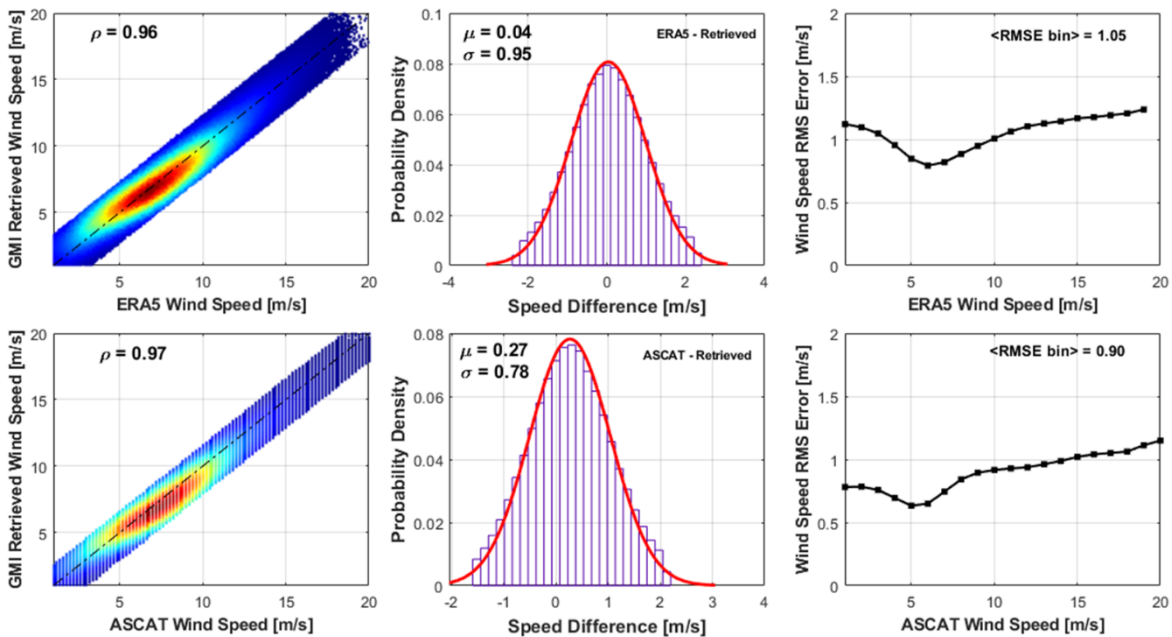 20
15
10
5
5
10
15
20
GMI Retrieved Wind Speed [m/s]
ERA5 Wind Speed [m/s]
ρ = 0.96
0.1
0.08
0.06
0.04
0.02
0
-4
-2
0
2
4
Probability Density
Speed Difference [m/s]
μ = 0.04
σ = 0.95
ERA5 - Retrieved
2
1.5
1
0.5
0
5
10
15
20
Wind Speed RMS Error [m/s]
ERA5 Wind Speed [m/s]
<RMSE bin> = 1.05
20
15
10
5
5
10
15
20
GMI Retrieved Wind Speed [m/s]
ASCAT Wind Speed [m/s]
ρ = 0.97
0.08
0.06
0.04
0.02
0
-2
-1
0
1
2
3
4
Probability Density
Speed Difference [m/s]
μ = 0.27
σ = 0.78
ASCAT - Retrieved
2
1.5
1
0.5
0
5
10
15
20
Wind Speed RMS Error [m/s]
ASCAT Wind Speed [m/s]
<RMSE bin> = 0.90